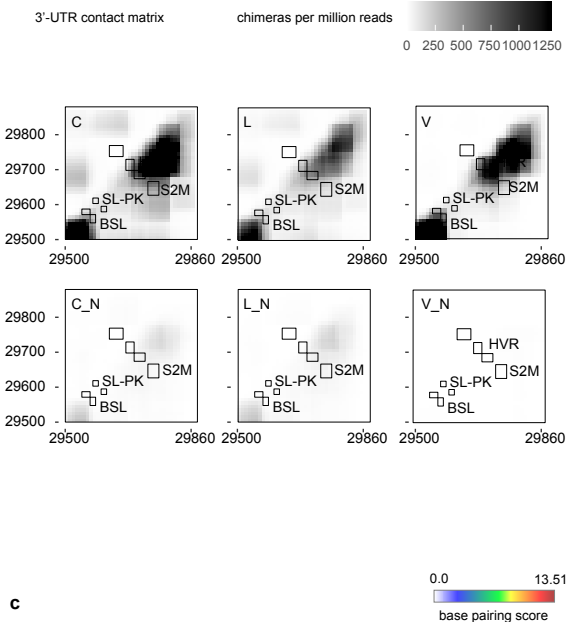 3'-UTR contact matrix chimeras per million reads
0 250 500 750 1000 1250
C L V
29800
29700
29600
29500
S2M S2M S2M
SL-PK SL-PK SL-PK
BSL BSL BSL
29500 29860 29500 29860 29500 29860
C_N L_N V_N
29800
29700
29600
29500
HVR
S2M S2M S2M
SL-PK SL-PK SL-PK
BSL BSL BSL
29500 29860 29500 29860 29500 29860
c
0.0 13.51
base pairing score